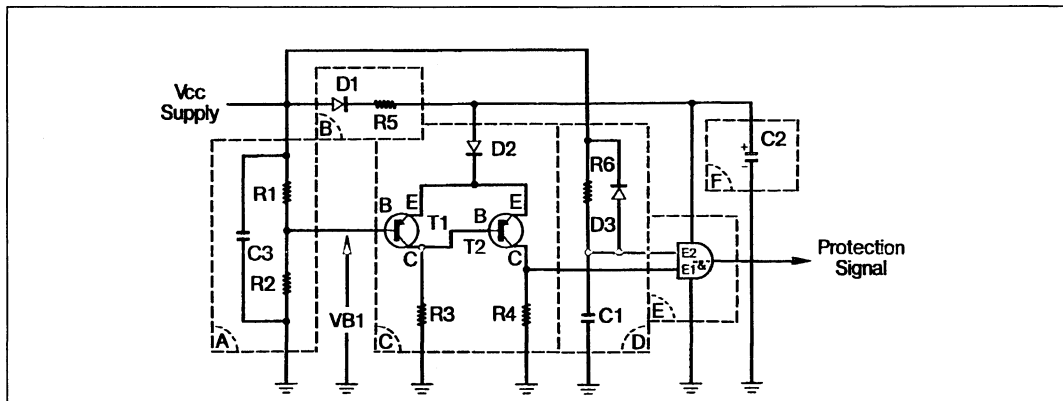 Vcc
Supply
D1
R5
B
D2
C2
+
-
F
R6
R1
B
E
T1
B
E
T2
D3
C3
R2
C
C
E2
E1
&
Protection
Signal
VB1
R3
R4
C1
E
A
C
D